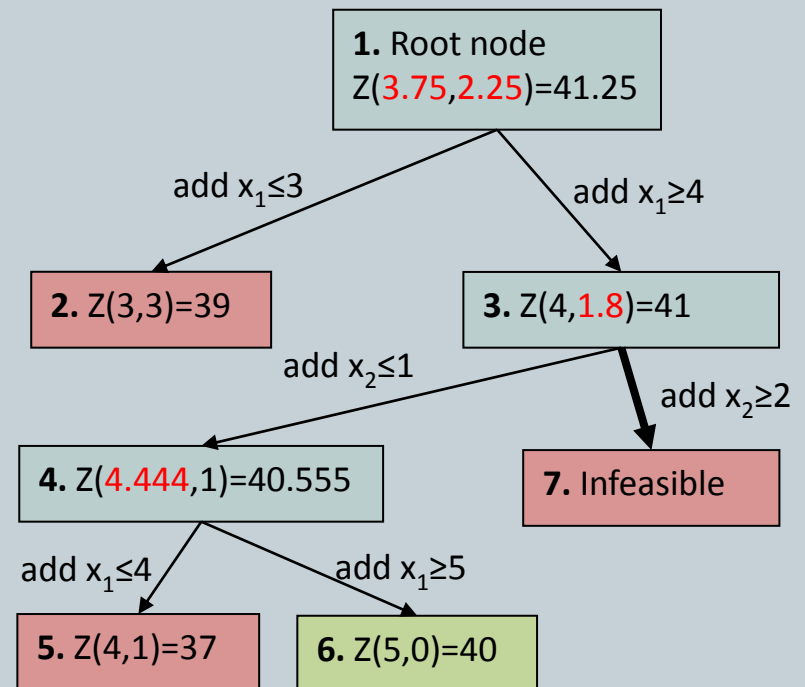 1. Root node
Z(3.75,2.25)=41.25
add x₁≤3
add x₁≥4
2. Z(3,3)=39
3. Z(4,1.8)=41
add x₂≤1
add x₂≥2
4. Z(4.444,1)=40.555
7. Infeasible
add x₁≤4
add x₁≥5
5. Z(4,1)=37
6. Z(5,0)=40